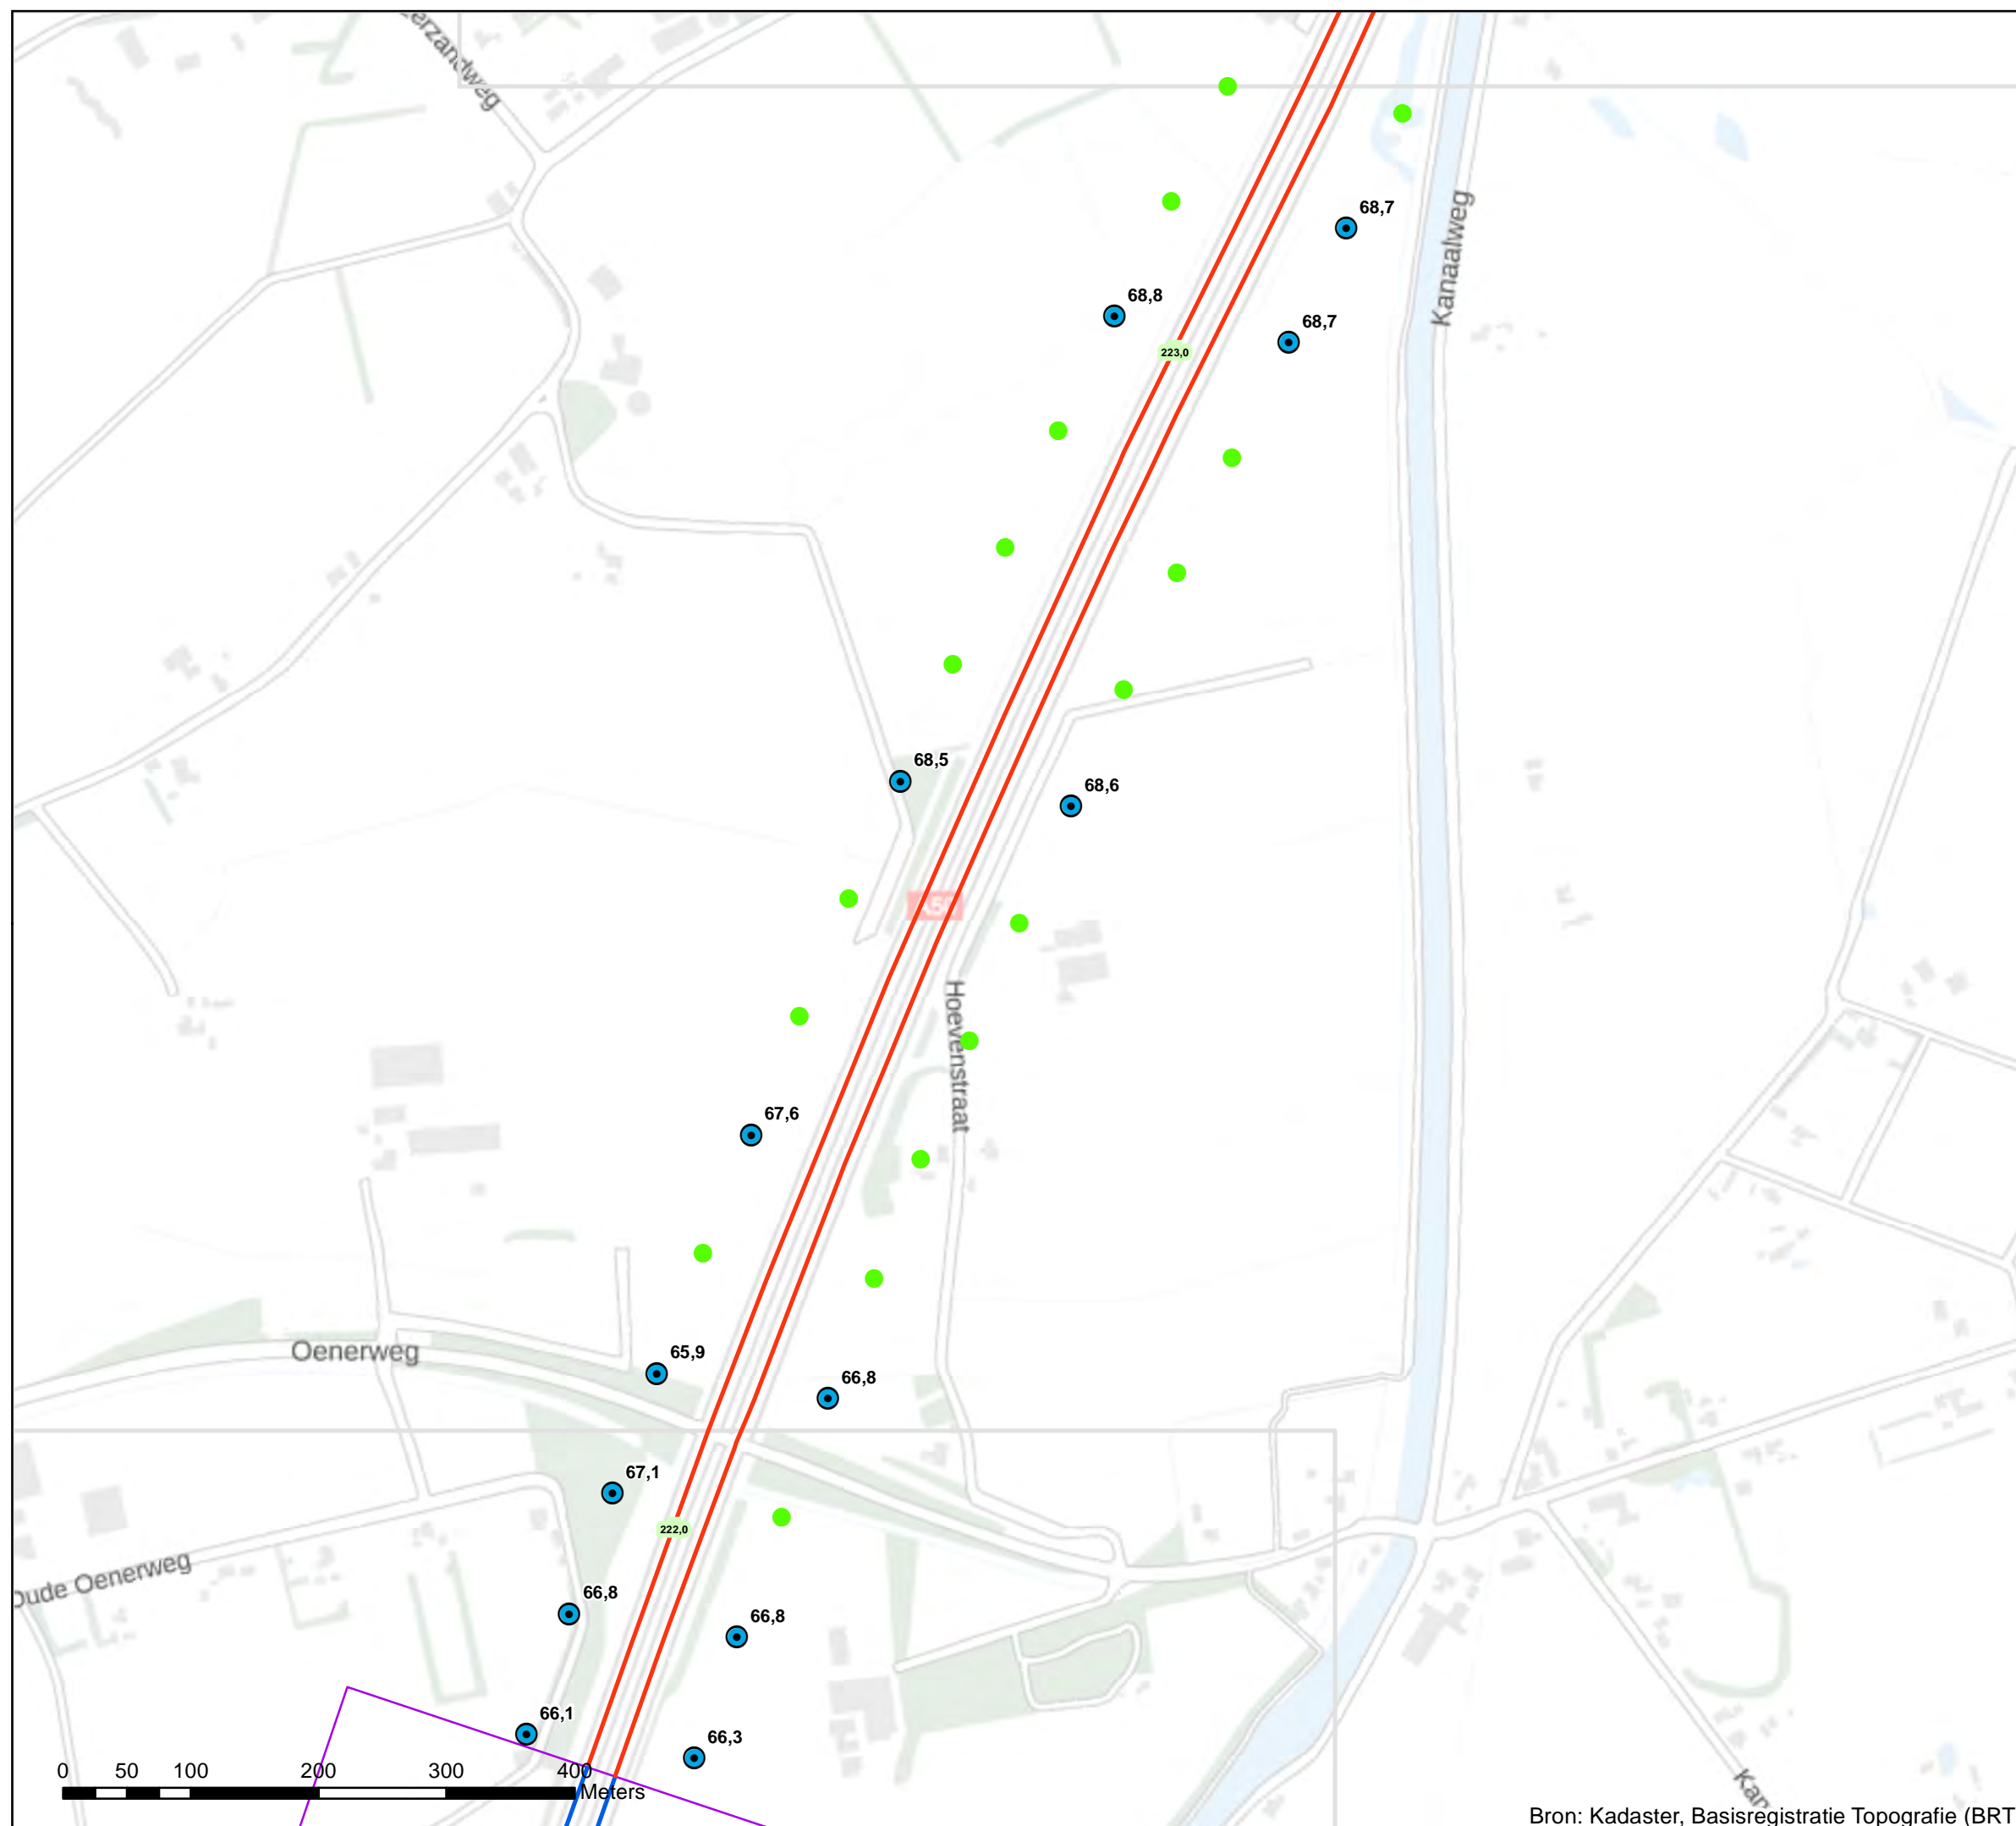 68,7
Kanaalweg
68,8
68,7
223,0
68,5
68,6
Hoevenstraat
67,6
Oenerweg
65,9
66,8
67,1
222,0
Oude Oenerweg
66,8
66,8
66,1
66,3
0 50 100 200 300 400
Meters
Bron: Kadaster, Basisregistratie Topografie (BRT